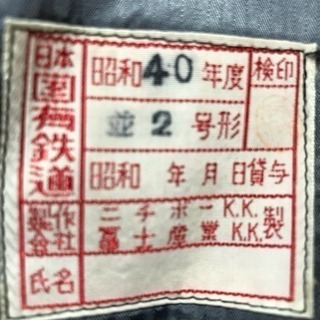 日本国有鉄道
昭和40年度
検印
並2号形
昭和 年 月 日貸与
製作会社
ニチボーK.K.製
富士産業K.K.製
氏名